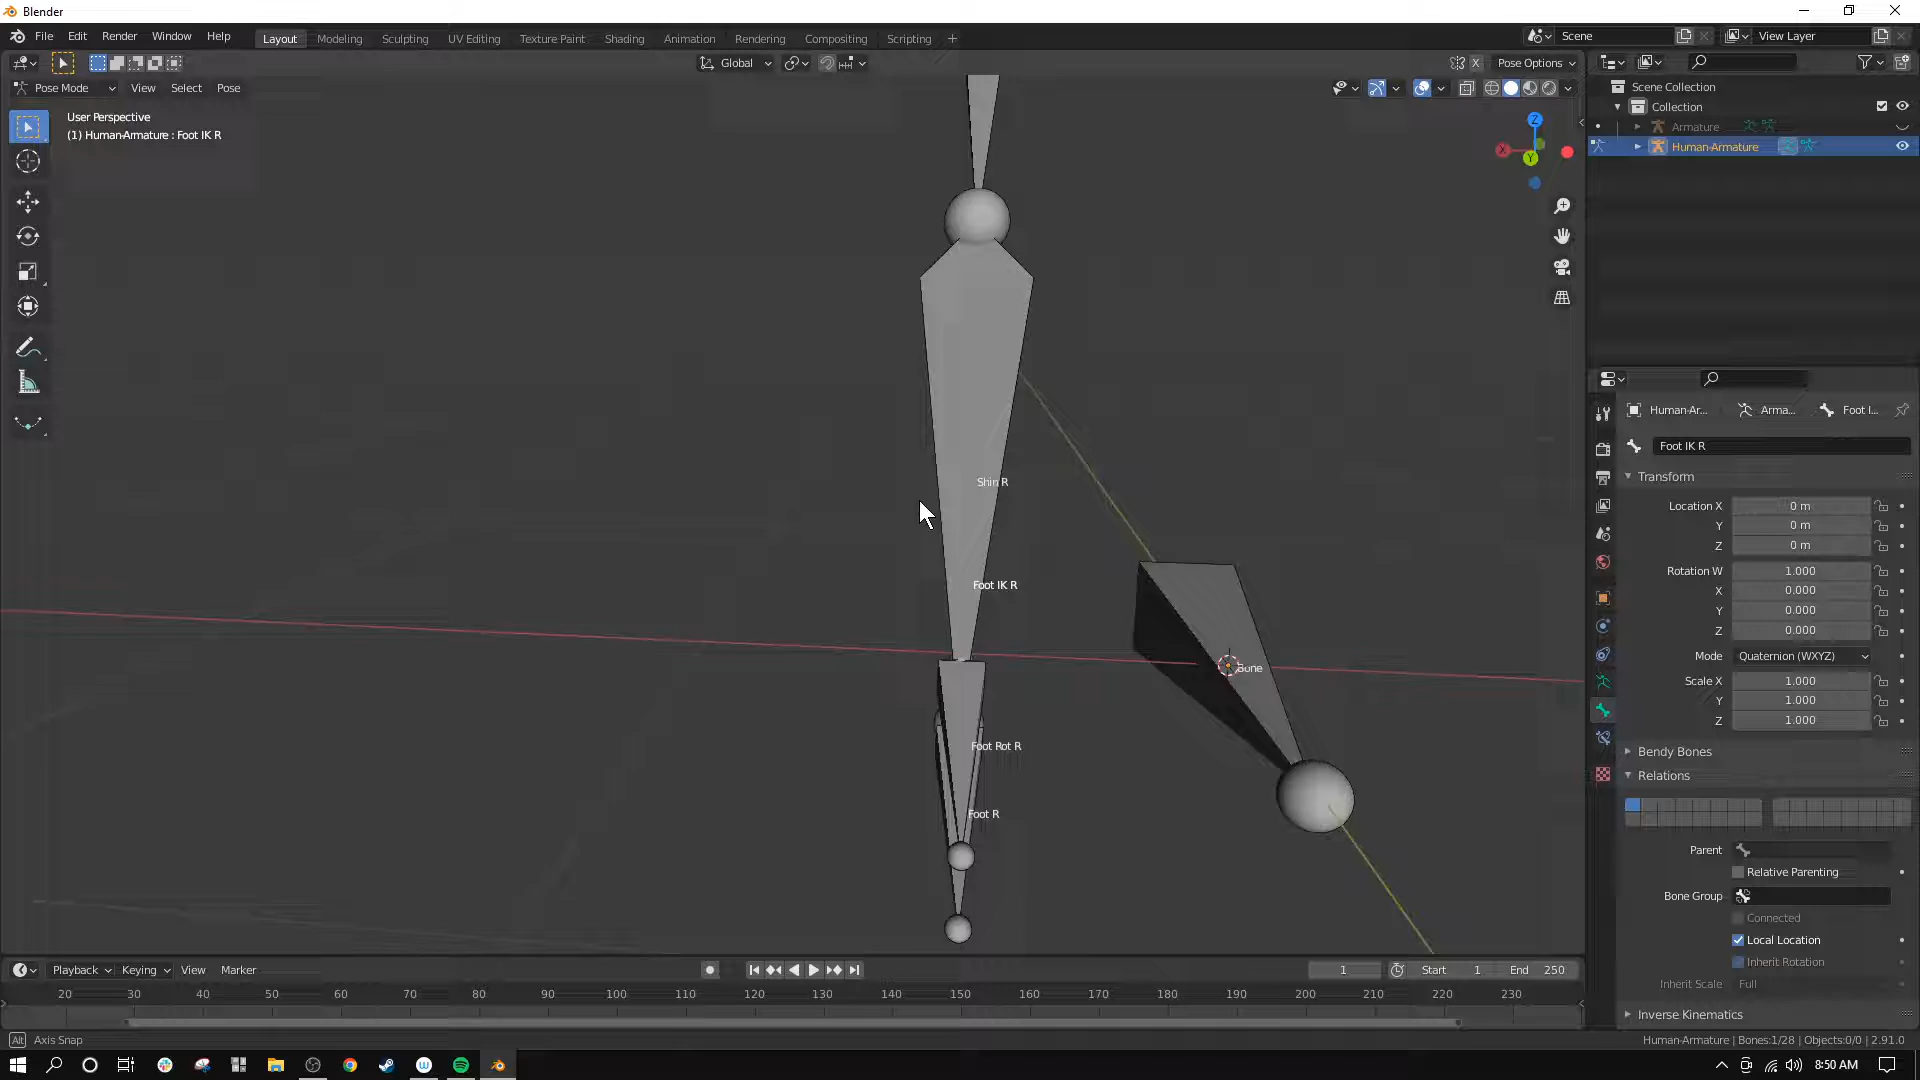 Blender
File Edit Render Window Help
Layout Modeling Sculpting UV Editing Texture Paint Shading Animation Rendering Compositing Scripting +
Scene
View Layer
Global
X
Pose Options
Pose Mode View Select Pose
User Perspective
(1) Human-Armature : Foot IK R
Z
X
Y
Shin R
Foot IK R
Bone
Foot Rot R
Foot R
Scene Collection
Collection
Armature
Human-Armature
Human-Ar... Arma... Foot I...
Foot IK R
Transform
Location X 0 m
Y 0 m
Z 0 m
Rotation W 1.000
X 0.000
Y 0.000
Z 0.000
Mode Quaternion (WXYZ)
Scale X 1.000
Y 1.000
Z 1.000
Bendy Bones
Relations
Parent
Relative Parenting
Bone Group
Connected
Local Location
Inherit Rotation
Inherit Scale Full
Inverse Kinematics
Playback Keying View Marker
1 Start 1 End 250
20 30 40 50 60 70 80 90 100 110 120 130 140 150 160 170 180 190 200 210 220 230
Alt Axis Snap
Human-Armature | Bones:1/28 | Objects:0/0 | 2.91.0
8:50 AM